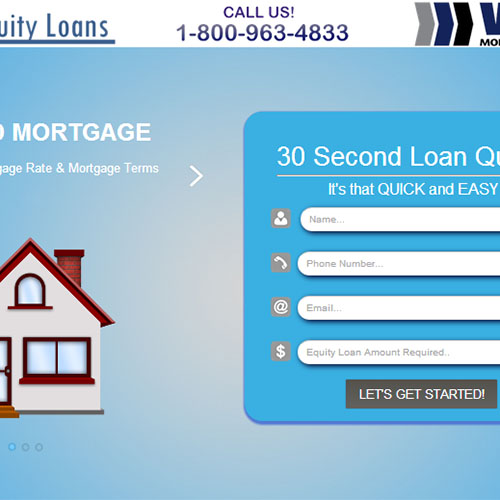 uity Loans
CALL US!
1-800-963-4833
MORTGAGE
gage Rate & Mortgage Terms
30 Second Loan Qu
It's that QUICK and EASY
Name...
Phone Number...
@
Email...
$
Equity Loan Amount Required..
LET'S GET STARTED!